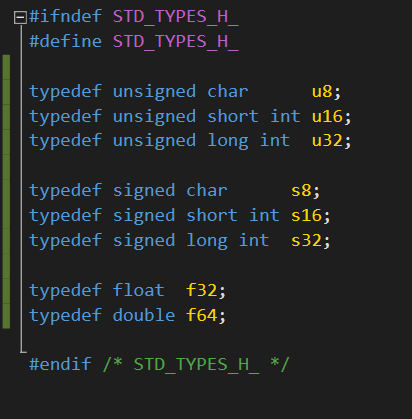 #ifndef STD_TYPES_H_
#define STD_TYPES_H_
typedef unsigned char      u8;
typedef unsigned short int u16;
typedef unsigned long int  u32;
typedef signed char      s8;
typedef signed short int s16;
typedef signed long int  s32;
typedef float  f32;
typedef double f64;
#endif /* STD_TYPES_H_ */